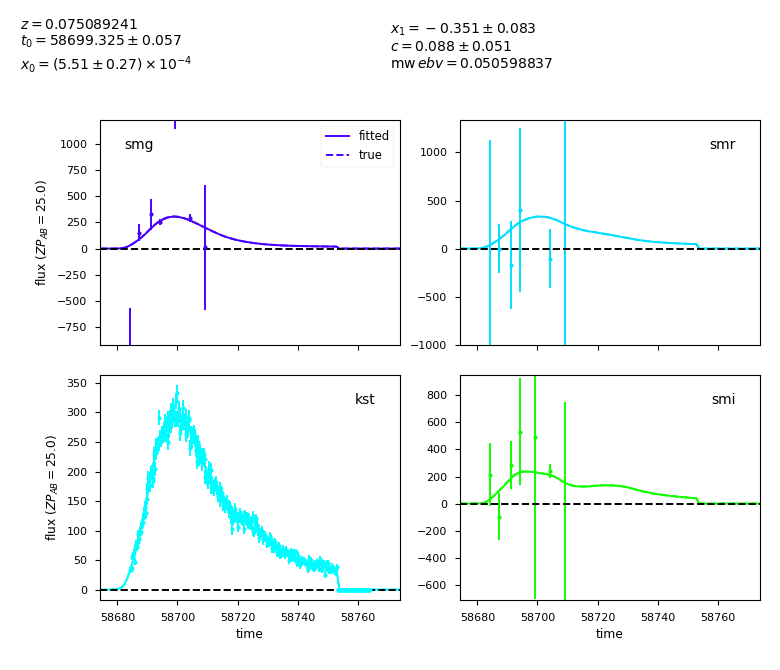 z = 0.075089241
t₀ = 58699.325 ± 0.057
x₀ = (5.51 ± 0.27) × 10⁻⁴
x₁ = −0.351 ± 0.083
c = 0.088 ± 0.051
mw ebv = 0.050598837
smg
fitted
true
1000
750
500
250
0
−250
−500
−750
flux (ZP_AB = 25.0)
smr
1000
500
0
−500
−1000
kst
350
300
250
200
150
100
50
0
flux (ZP_AB = 25.0)
58680 58700 58720 58740 58760
time
smi
800
600
400
200
0
−200
−400
−600
58680 58700 58720 58740 58760
time